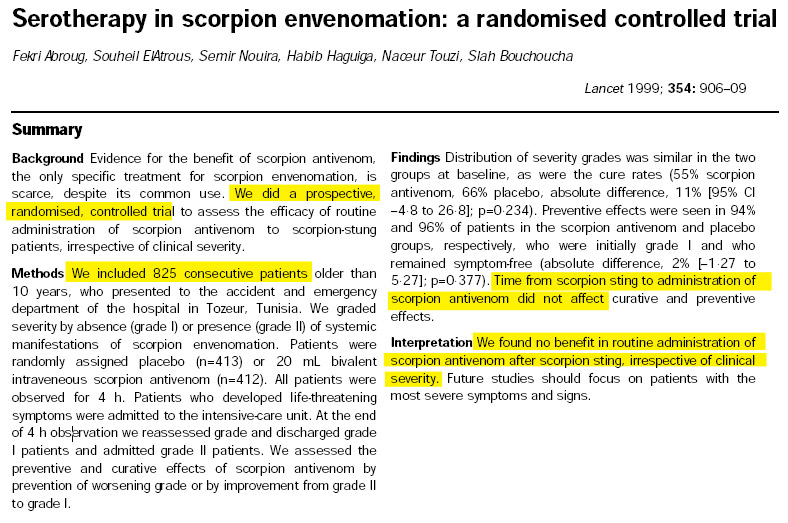 Serotherapy in scorpion envenomation: a randomised controlled trial
Fekri Abroug, Souheil ElAtrous, Semir Nouira, Habib Haguiga, Naceur Touzi, Slah Bouchoucha
Lancet 1999; 354: 906–09
Summary
Background Evidence for the benefit of scorpion antivenom,
the only specific treatment for scorpion envenomation, is
scarce, despite its common use. We did a prospective,
randomised, controlled trial to assess the efficacy of routine
administration of scorpion antivenom to scorpion-stung
patients, irrespective of clinical severity.
Methods We included 825 consecutive patients older than
10 years, who presented to the accident and emergency
department of the hospital in Tozeur, Tunisia. We graded
severity by absence (grade I) or presence (grade II) of systemic
manifestations of scorpion envenomation. Patients were
randomly assigned placebo (n=413) or 20 mL bivalent
intraveneous scorpion antivenom (n=412). All patients were
observed for 4 h. Patients who developed life-threatening
symptoms were admitted to the intensive-care unit. At the end
of 4 h observation we reassessed grade and discharged grade
I patients and admitted grade II patients. We assessed the
preventive and curative effects of scorpion antivenom by
prevention of worsening grade or by improvement from grade II
to grade I.
Findings Distribution of severity grades was similar in the two
groups at baseline, as were the cure rates (55% scorpion
antivenom, 66% placebo, absolute difference, 11% [95% CI
–4·8 to 26·8]; p=0·234). Preventive effects were seen in 94%
and 96% of patients in the scorpion antivenom and placebo
groups, respectively, who were initially grade I and who
remained symptom-free (absolute difference, 2% [–1·27 to
5·27]; p=0·377). Time from scorpion sting to administration of
scorpion antivenom did not affect curative and preventive
effects.
Interpretation We found no benefit in routine administration of
scorpion antivenom after scorpion sting, irrespective of clinical
severity. Future studies should focus on patients with the
most severe symptoms and signs.